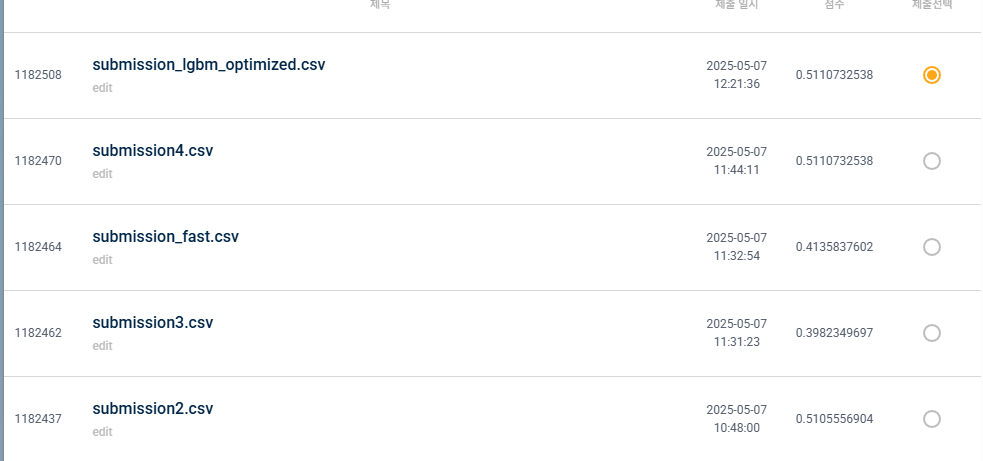 제목 제출 일시 점수 제출선택
1182508 submission_lgbm_optimized.csv 2025-05-07 0.5110732538
edit 12:21:36
1182470 submission4.csv 2025-05-07 0.5110732538
edit 11:44:11
1182464 submission_fast.csv 2025-05-07 0.4135837602
edit 11:32:54
1182462 submission3.csv 2025-05-07 0.3982349697
edit 11:31:23
1182437 submission2.csv 2025-05-07 0.5105556904
edit 10:48:00